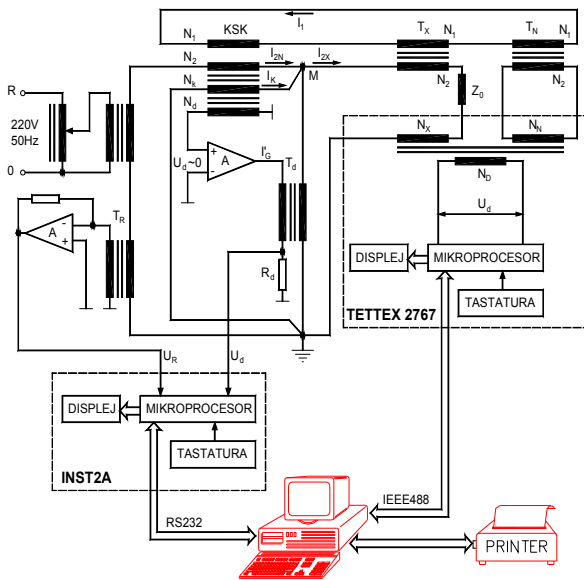 I1
N1 KSK TX N1 TN N1
N2 I2N I2X
Nk IK M N2 N2
Nd Z0
R
220V
50Hz
0
+
A
-
Ud~0
I'G
Td
NX NN
ND
Ud
TR
-
A
+
Rd
DISPLEJ MIKROPROCESOR
TASTATURA
TETTEX 2767
UR Ud
DISPLEJ MIKROPROCESOR
TASTATURA
INST2A
IEEE488
RS232
PRINTER